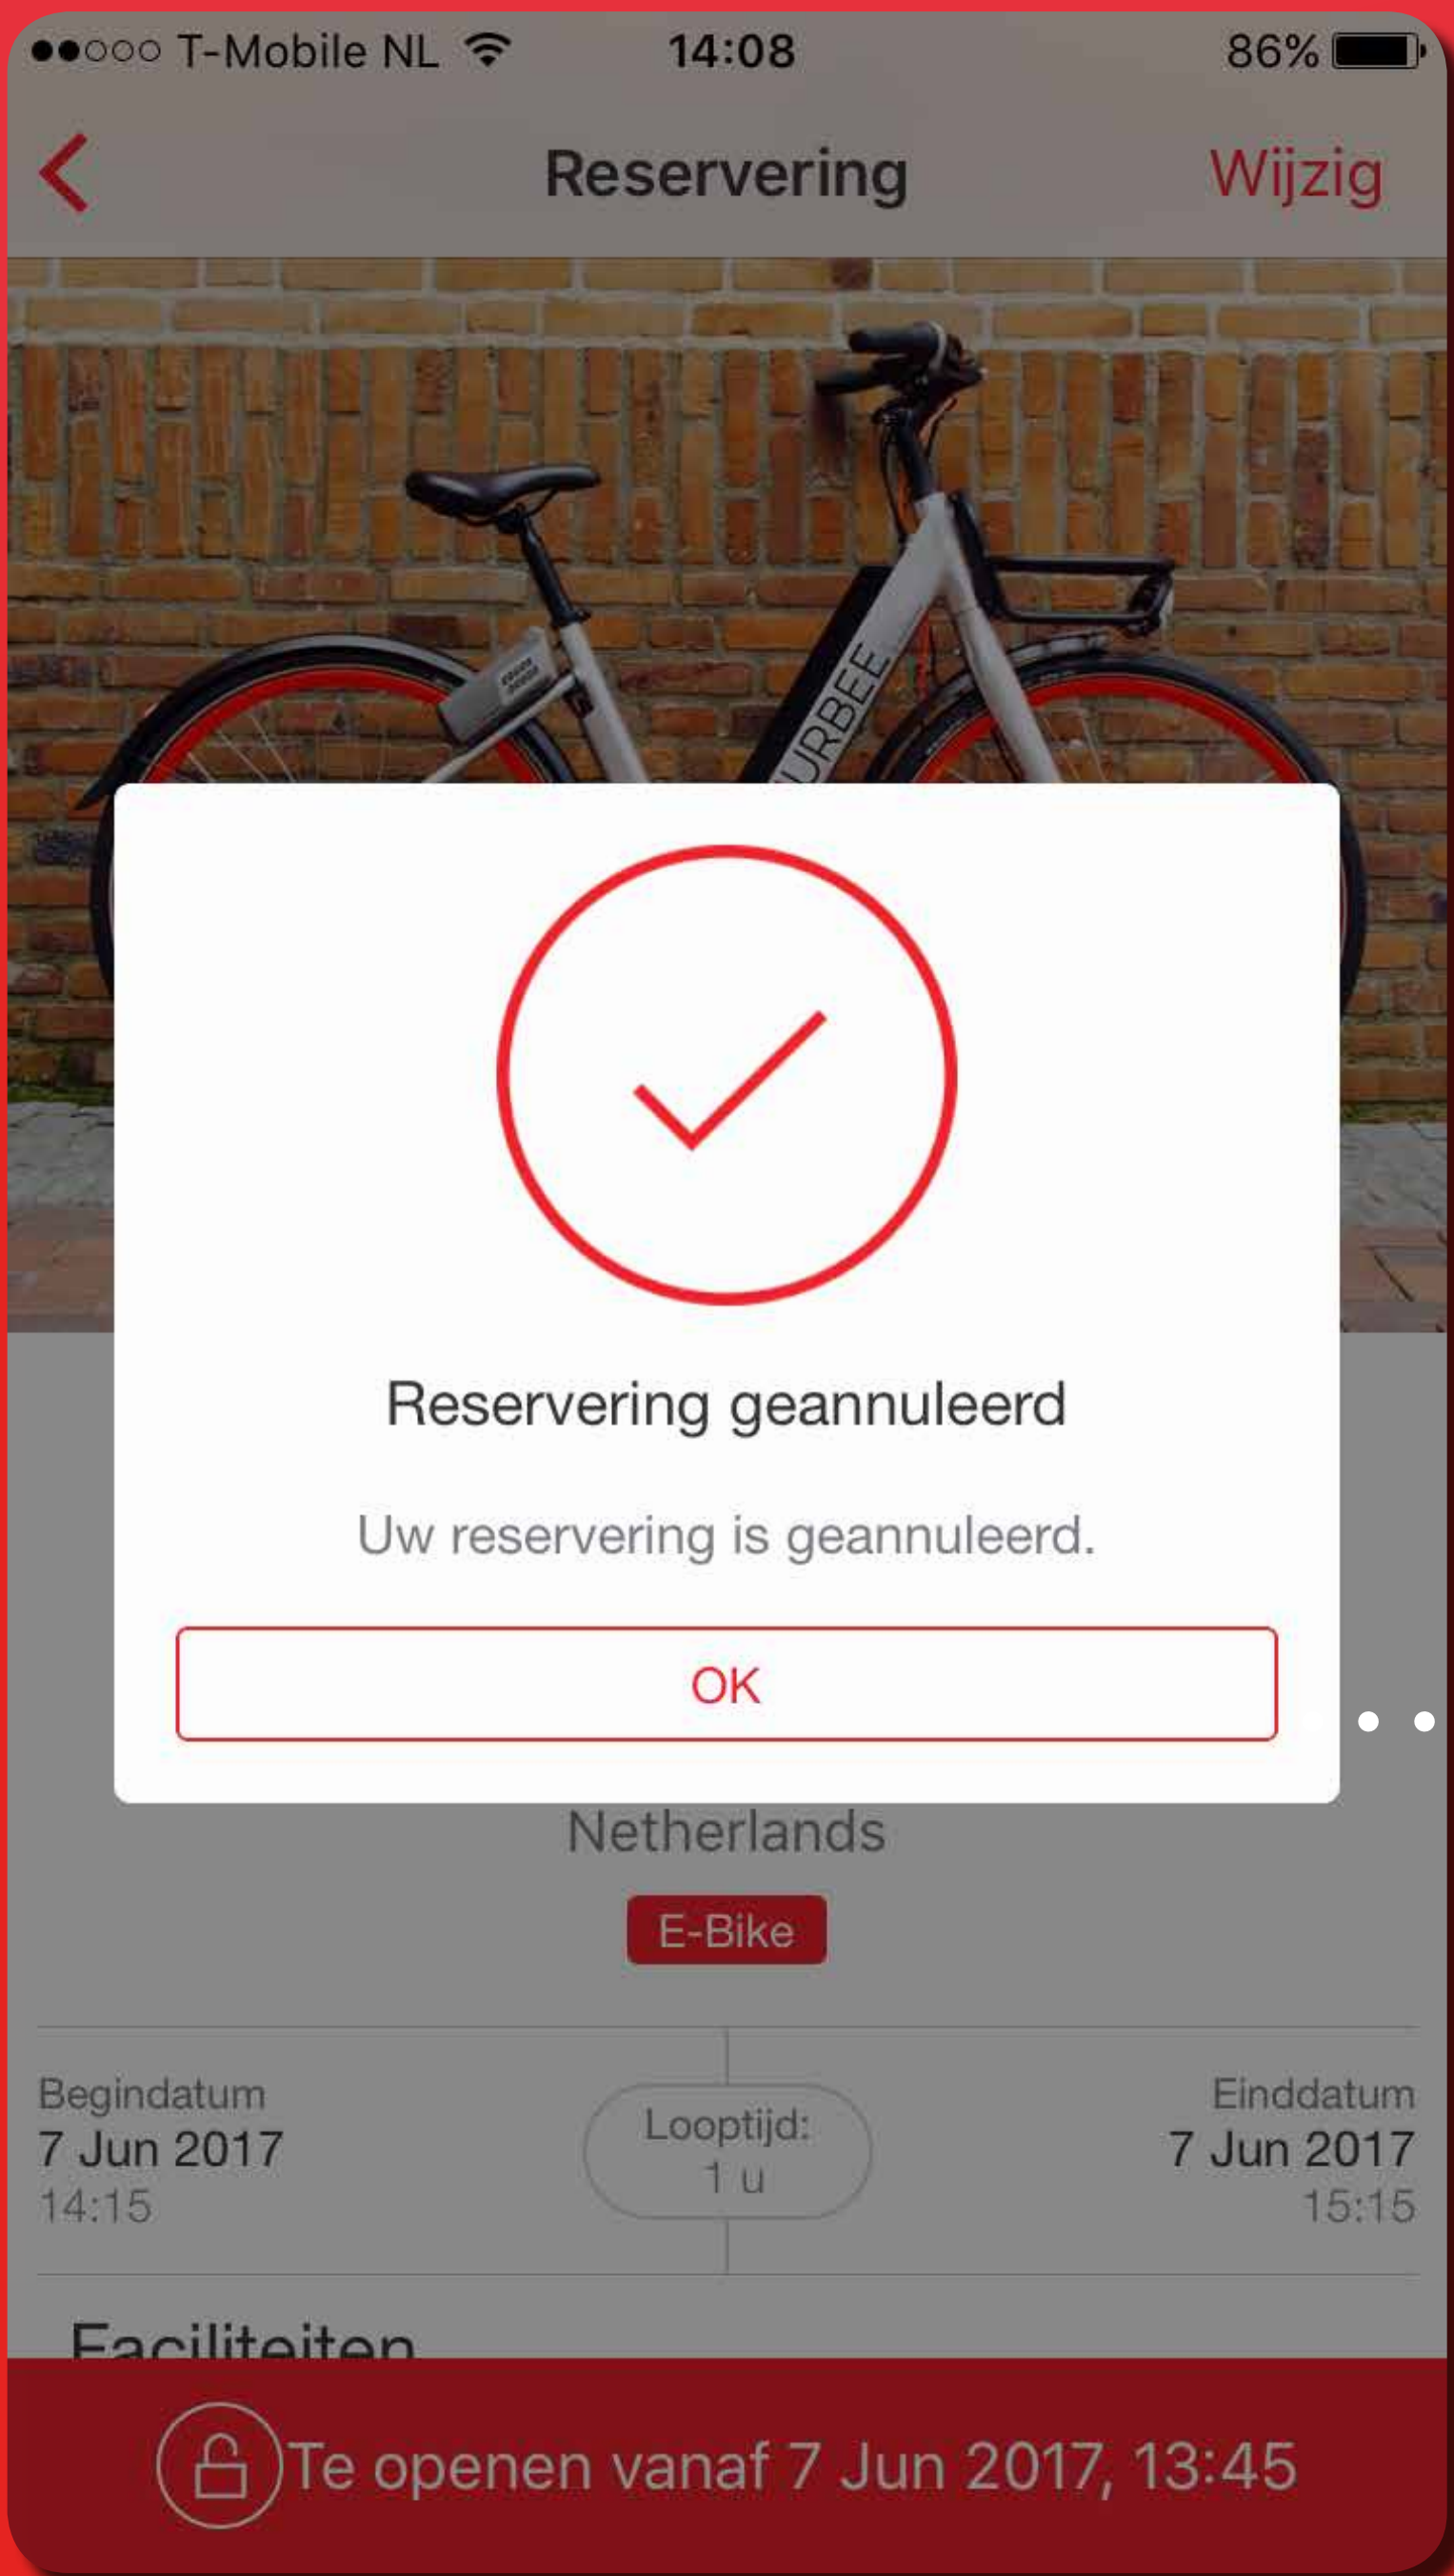 T-Mobile NL 14:08 86%
Reservering Wijzig
URBEE
Reservering geannuleerd
Uw reservering is geannuleerd.
OK
Netherlands
E-Bike
Begindatum Looptijd: Einddatum
7 Jun 2017 1 u 7 Jun 2017
14:15 15:15
Faciliteiten
Te openen vanaf 7 Jun 2017, 13:45